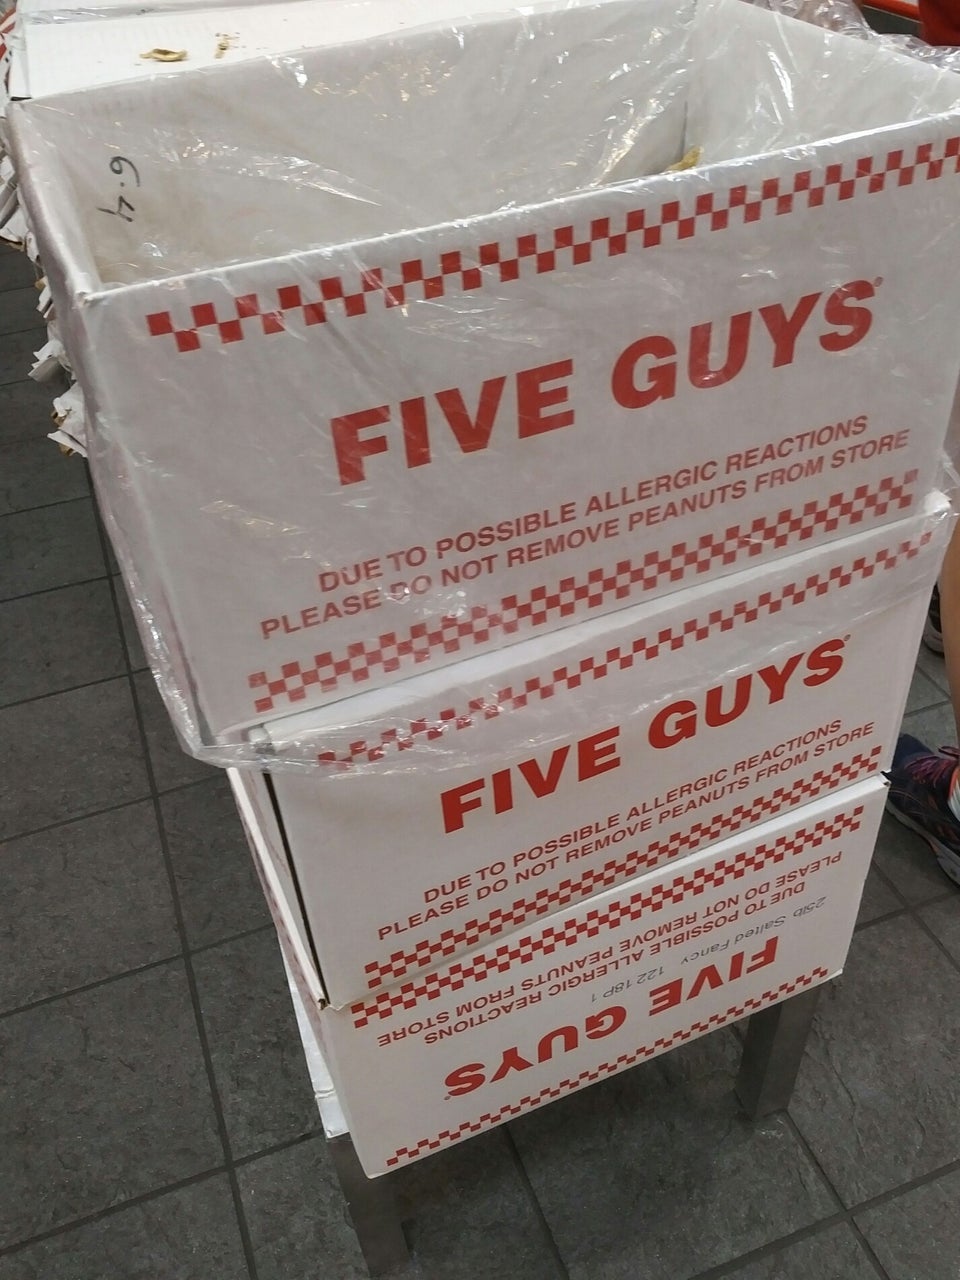 6.4
FIVE GUYS®
DUE TO POSSIBLE ALLERGIC REACTIONS
PLEASE DO NOT REMOVE PEANUTS FROM STORE
FIVE GUYS®
DUE TO POSSIBLE ALLERGIC REACTIONS
PLEASE DO NOT REMOVE PEANUTS FROM STORE
FIVE GUYS®
25lb Salted Fancy 122 18P 1
DUE TO POSSIBLE ALLERGIC REACTIONS
PLEASE DO NOT REMOVE PEANUTS FROM STORE